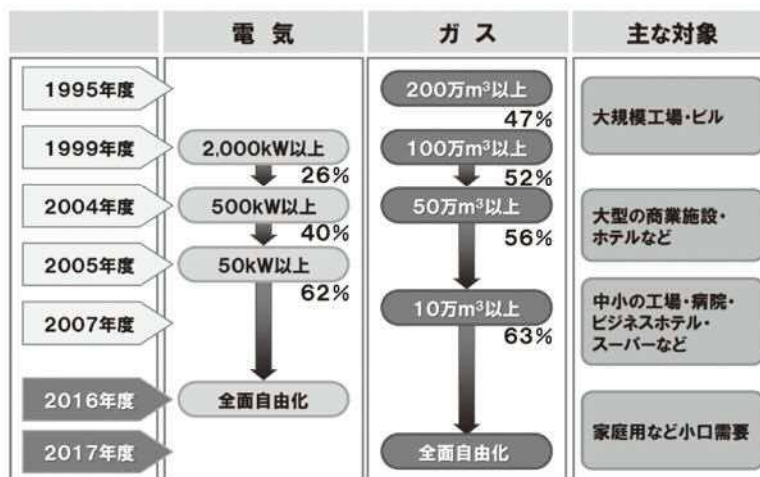 電気 ガス 主な対象
1995年度 200万m³以上
47%
大規模工場・ビル
1999年度 2,000kW以上 100万m³以上
26% 52%
2004年度 500kW以上 50万m³以上
40% 56%
大型の商業施設・
ホテルなど
2005年度 50kW以上
62%
2007年度 10万m³以上
63%
中小の工場・病院・
ビジネスホテル・
スーパーなど
2016年度 全面自由化
家庭用など小口需要
2017年度 全面自由化